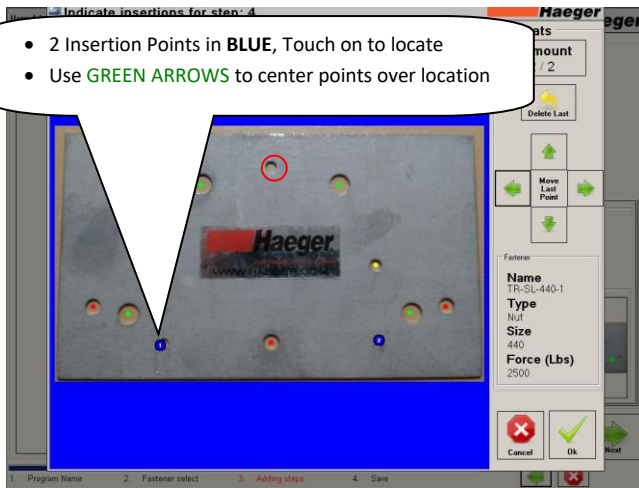 Indicate insertions for step: 4
Haeger
• 2 Insertion Points in BLUE, Touch on to locate
• Use GREEN ARROWS to center points over location
ats
mount
/ 2
Delete Last
Move
Last
Point
Haeger
WWW.HAEGER.COM
1
2
Fastener
Name
TR-SL-440-1
Type
Nut
Size
440
Force (Lbs)
2500
Cancel
Ok
Next
eger
1. Program Name
2. Fastener select
3. Adding steps
4. Save